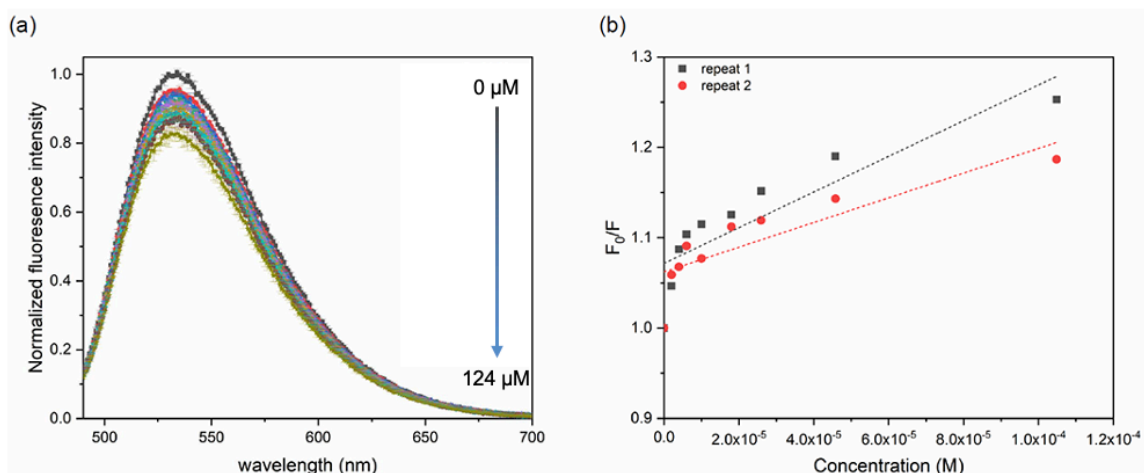 (a)
Normalized fluoresence intensity
1.0
0.8
0.6
0.4
0.2
0.0
0 µM
124 µM
500
550
600
650
700
wavelength (nm)
(b)
F₀/F
1.3
1.2
1.1
1.0
0.9
repeat 1
repeat 2
0.0
2.0x10⁻⁵
4.0x10⁻⁵
6.0x10⁻⁵
8.0x10⁻⁵
1.0x10⁻⁴
Concentration (M)